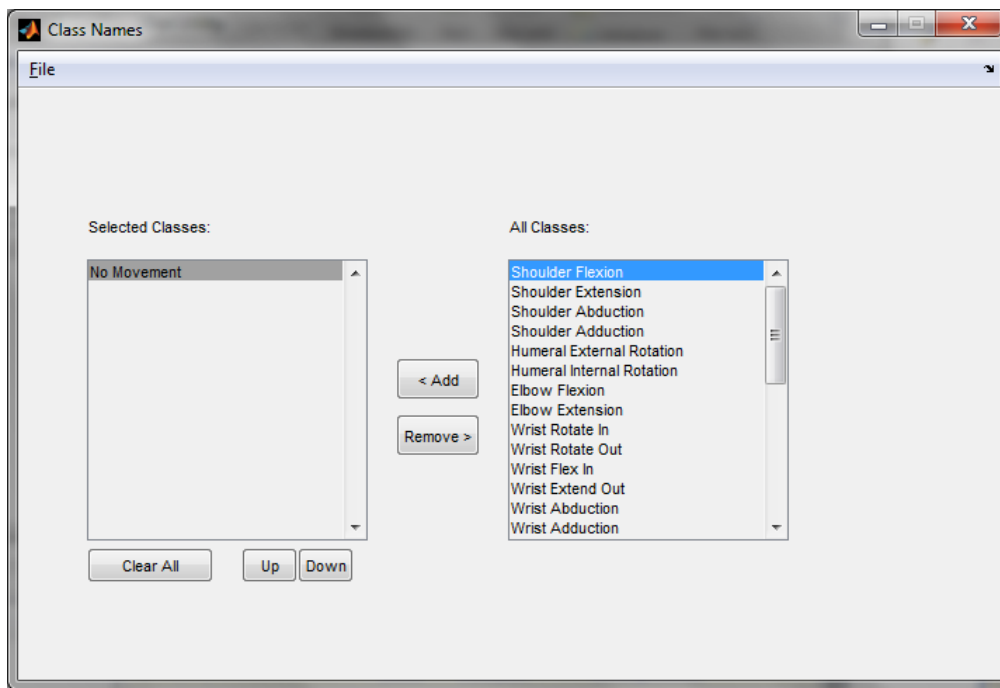 Class Names
File
Selected Classes:
All Classes:
No Movement
Shoulder Flexion
Shoulder Extension
Shoulder Abduction
Shoulder Adduction
Humeral External Rotation
Humeral Internal Rotation
Elbow Flexion
Elbow Extension
Wrist Rotate In
Wrist Rotate Out
Wrist Flex In
Wrist Extend Out
Wrist Abduction
Wrist Adduction
< Add
Remove >
Clear All
Up
Down